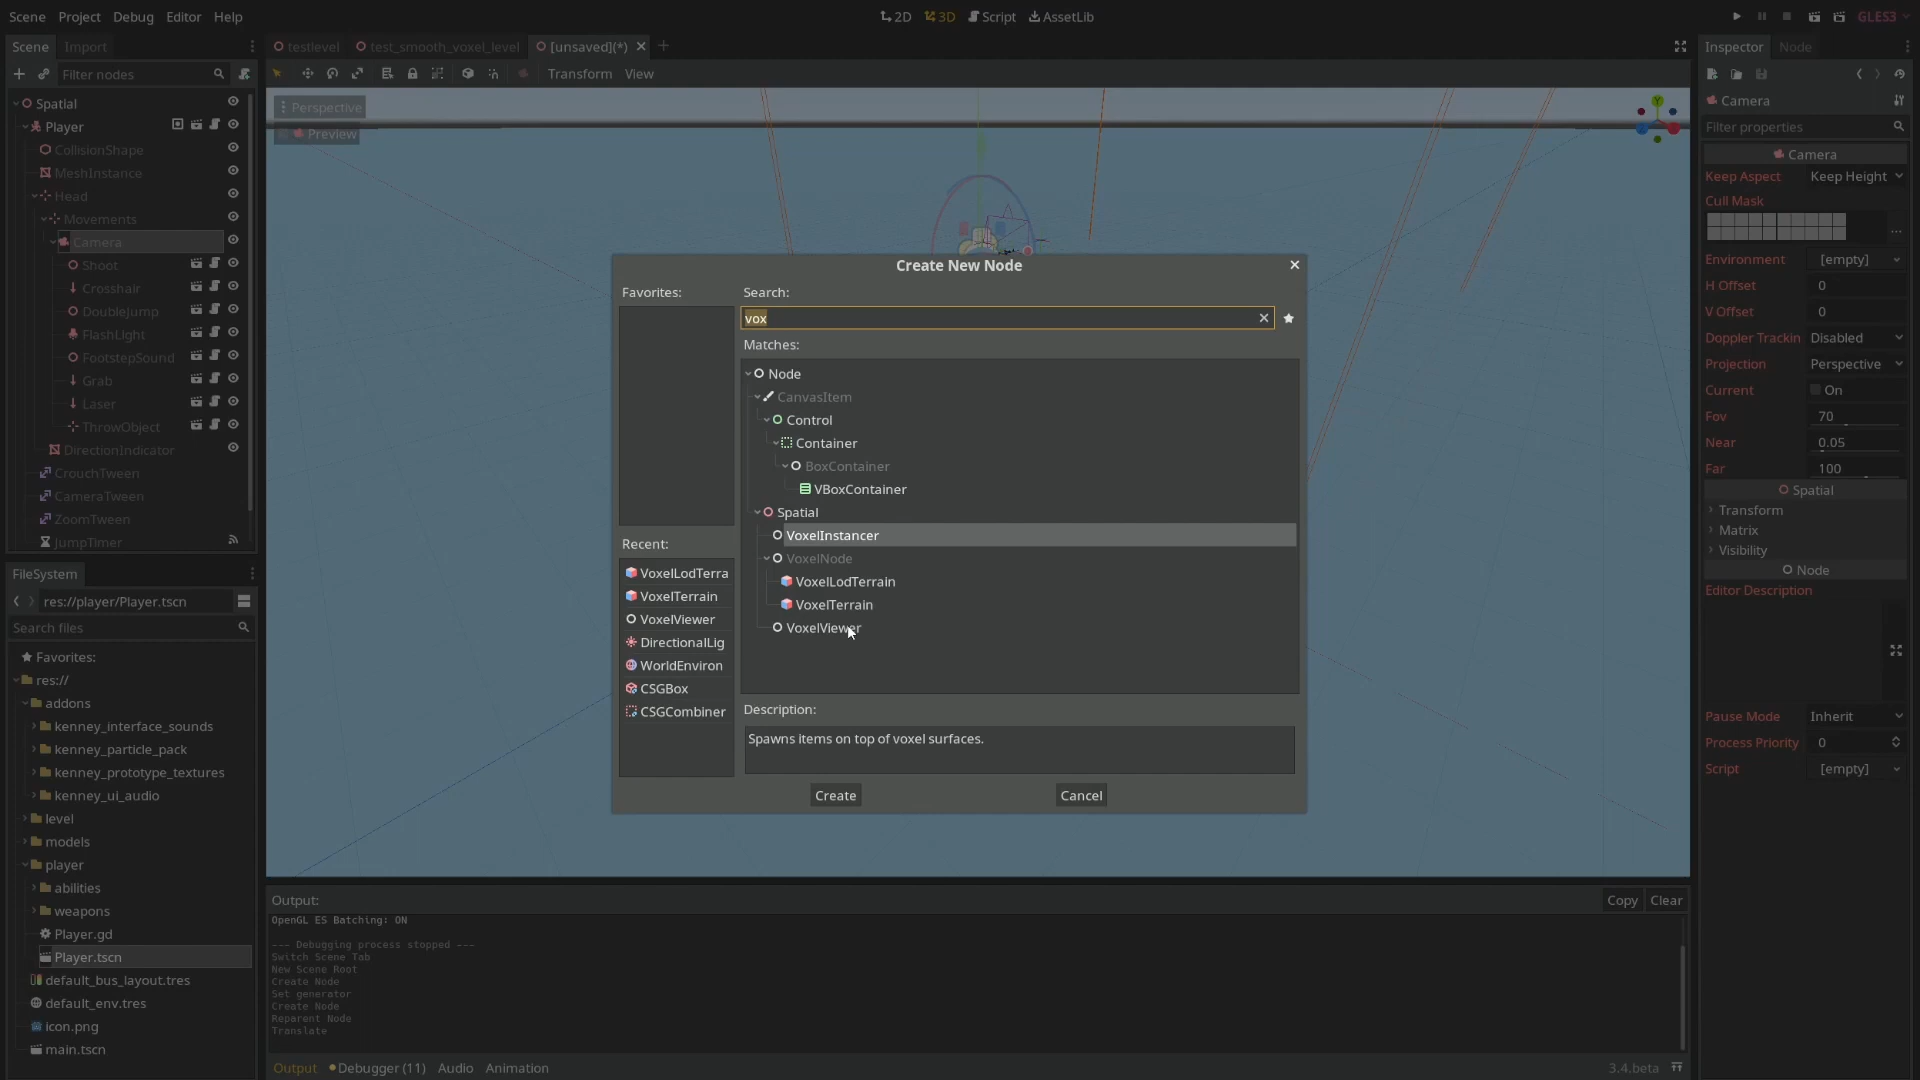 Scene Project Debug Editor Help
2D 3D Script AssetLib
GLES3
Scene Import
Filter nodes
Spatial
Player
CollisionShape
MeshInstance
Head
Movements
Camera
Shoot
Crosshair
DoubleJump
FlashLight
FootstepSound
Grab
Laser
ThrowObject
DirectionIndicator
CrouchTween
CameraTween
ZoomTween
JumpTimer
FileSystem
res://player/Player.tscn
Search files
Favorites:
res://
addons
kenney_interface_sounds
kenney_particle_pack
kenney_prototype_textures
kenney_ui_audio
level
models
player
abilities
weapons
Player.gd
Player.tscn
default_bus_layout.tres
default_env.tres
icon.png
main.tscn
testlevel test_smooth_voxel_level [unsaved](*)
Transform View
Perspective
Preview
Create New Node
Favorites:
Search:
vox
Matches:
Node
CanvasItem
Control
Container
BoxContainer
VBoxContainer
Spatial
VoxelInstancer
VoxelNode
VoxelLodTerrain
VoxelTerrain
VoxelViewer
Recent:
VoxelLodTerra
VoxelTerrain
VoxelViewer
DirectionalLig
WorldEnviron
CSGBox
CSGCombiner
Description:
Spawns items on top of voxel surfaces.
Create Cancel
Output:
Copy Clear
OpenGL ES Batching: ON
--- Debugging process stopped ---
Switch Scene Tab
New Scene Root
Create Node
Set generator
Create Node
Reparent Node
Translate
Output Debugger (11) Audio Animation
3.4.beta
Inspector Node
Camera
Filter properties
Camera
Keep Aspect Keep Height
Cull Mask
...
Environment [empty]
H Offset 0
V Offset 0
Doppler Trackin Disabled
Projection Perspective
Current On
Fov 70
Near 0.05
Far 100
Spatial
Transform
Matrix
Visibility
Node
Editor Description
Pause Mode Inherit
Process Priority 0
Script [empty]